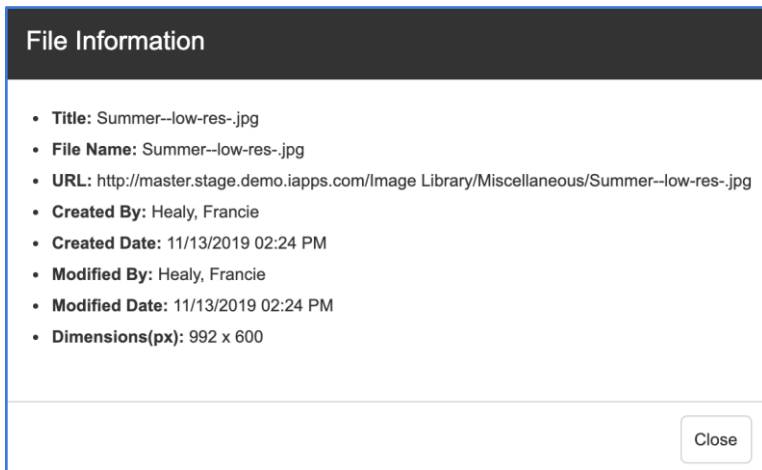 File Information
• Title: Summer--low-res-.jpg
• File Name: Summer--low-res-.jpg
• URL: http://master.stage.demo.iapps.com/Image Library/Miscellaneous/Summer--low-res-.jpg
• Created By: Healy, Francie
• Created Date: 11/13/2019 02:24 PM
• Modified By: Healy, Francie
• Modified Date: 11/13/2019 02:24 PM
• Dimensions(px): 992 x 600
Close